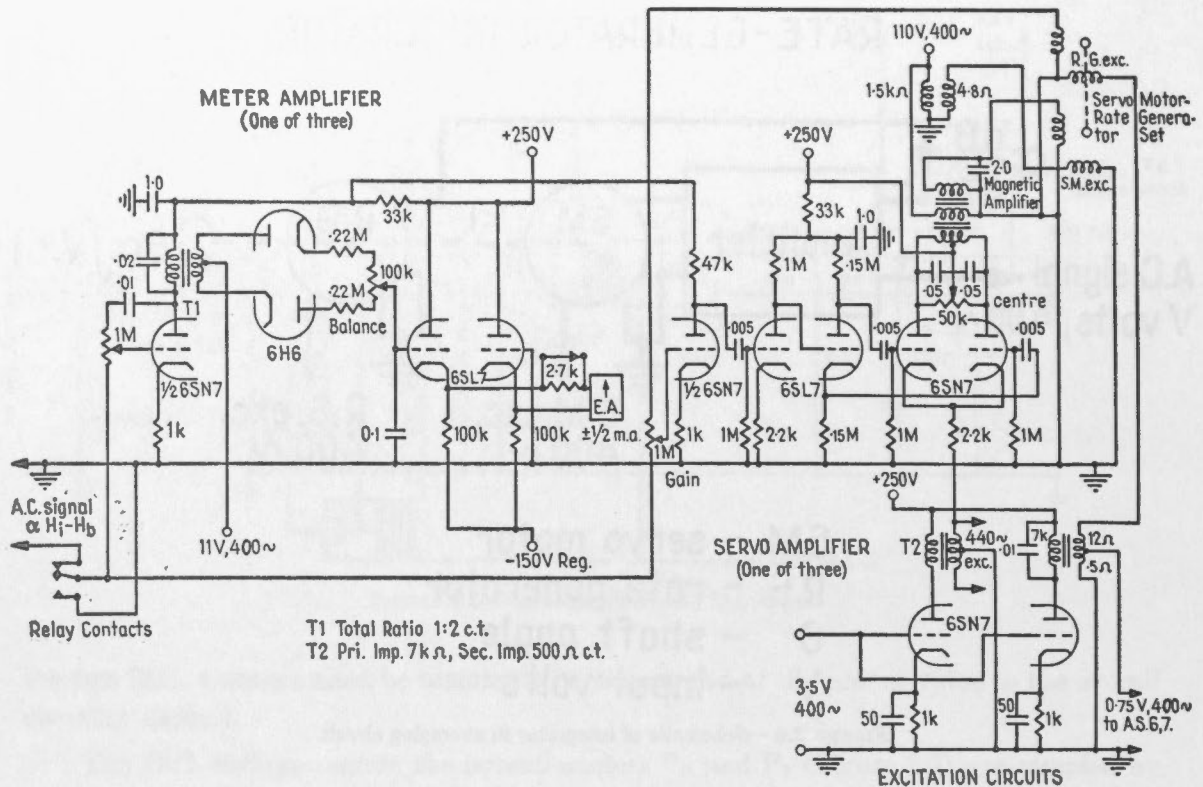 METER AMPLIFIER
(One of three)
+250V
1·0
33k
·02
·01
T1
1M
·22M
100k
·22M
Balance
6H6
½6SN7
1k
6SL7
2·7k
E.A.
±½ m.a.
0·1
100k
100k
A.C. signal
α Hi-Hb
Relay Contacts
11V,400~
-150V Reg.
T1 Total Ratio 1:2 c.t.
T2 Pri. Imp. 7kΩ, Sec. Imp. 500Ω c.t.
110V,400~
1·5kΩ
4·8Ω
R.G. exc.
Servo Motor-
Rate Genera-
tor Set
S.M. exc.
2·0
Magnetic
Amplifier
+250V
33k
1·0
47k
1M
·15M
·05
·05
50k
centre
·005
·005
·005
½6SN7
6SL7
6SN7
1M
1k
1M
2·2k
·15M
1M
2·2k
1M
Gain
+250V
SERVO AMPLIFIER
(One of three)
T2
440~
exc.
7k
·01
12Ω
·5Ω
6SN7
3·5V
400~
50
1k
50
1k
0·75V,400~
to A.S.6,7.
EXCITATION CIRCUITS